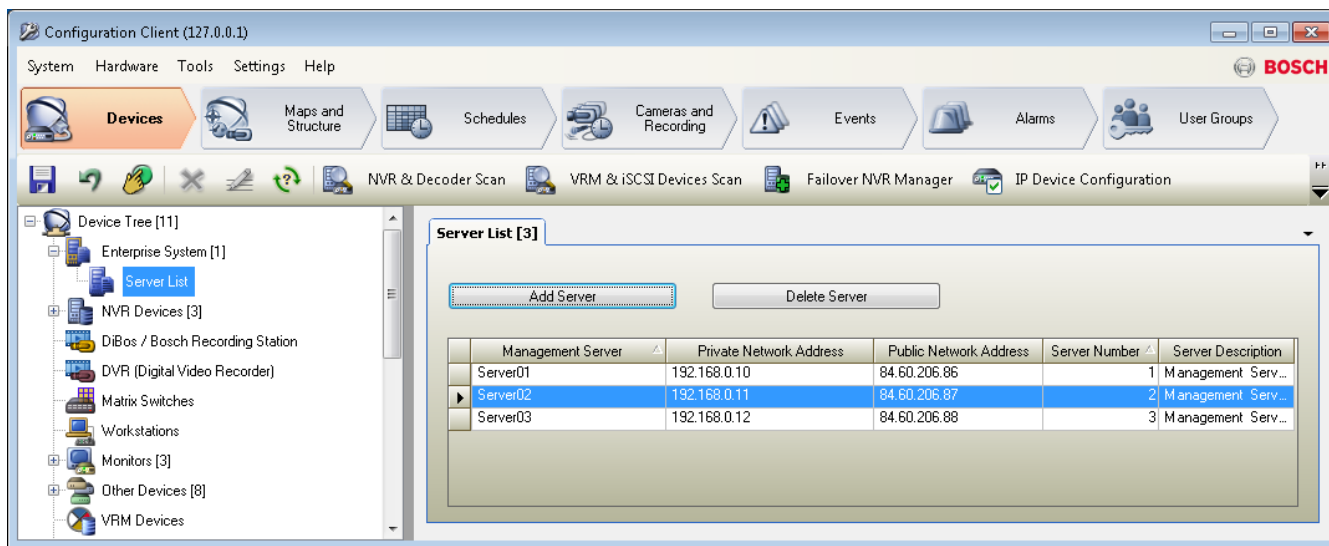 Configuration Client (127.0.0.1)
System Hardware Tools Settings Help
BOSCH
Devices
Maps and
Structure
Schedules
Cameras and
Recording
Events
Alarms
User Groups
NVR & Decoder Scan
VRM & iSCSI Devices Scan
Failover NVR Manager
IP Device Configuration
Device Tree [11]
Enterprise System [1]
Server List
NVR Devices [3]
DiBos / Bosch Recording Station
DVR (Digital Video Recorder)
Matrix Switches
Workstations
Monitors [3]
Other Devices [8]
VRM Devices
Server List [3]
Add Server Delete Server
Management Server Private Network Address Public Network Address Server Number Server Description
Server01 192.168.0.10 84.60.206.86 1 Management Serv...
Server02 192.168.0.11 84.60.206.87 2 Management Serv...
Server03 192.168.0.12 84.60.206.88 3 Management Serv...